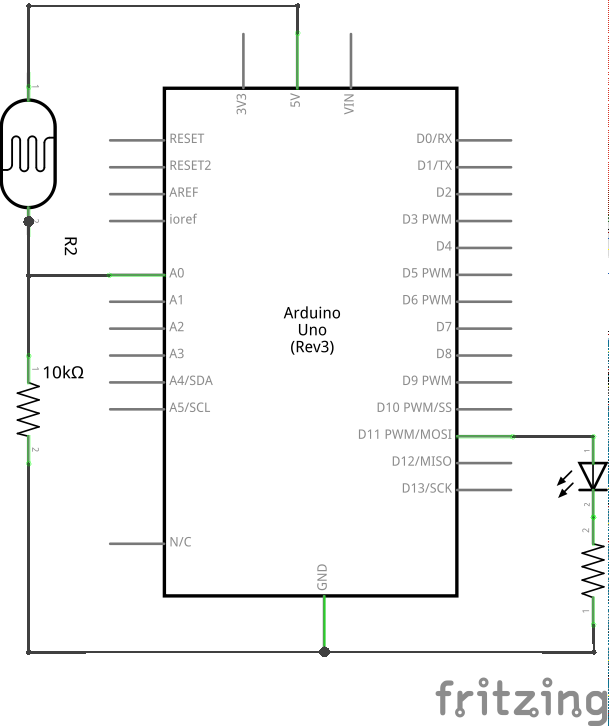 3V3
5V
VIN
1
RESET
D0/RX
RESET2
D1/TX
AREF
D2
2
ioref
D3 PWM
R2
D4
A0
D5 PWM
A1
D6 PWM
Arduino
Uno
(Rev3)
A2
D7
A3
D8
1
10kΩ
A4/SDA
D9 PWM
A5/SCL
D10 PWM/SS
D11 PWM/MOSI
2
1
D12/MISO
D13/SCK
2
2
N/C
GND
1
fritzing